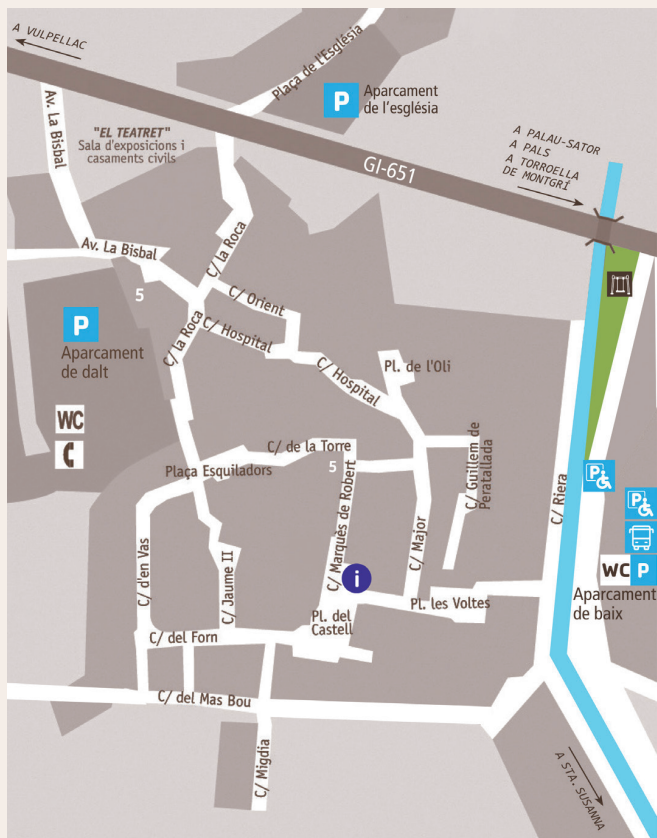 A VULPELLAC
Plaça de l'Església
P
Aparcament
de l'església
Av. La Bisbal
"EL TEATRET"
Sala d'exposicions i
casaments civils
GI-651
A PALAU-SATOR
A PALS
A TORROELLA
DE MONTGRÍ
Av. La Bisbal
C/ la Roca
5
C/ Orient
P
Aparcament
de dalt
C/ la Roca
C/ Hospital
C/ Hospital
Pl. de l'Oli
WC
C/ de la Torre
5
Plaça Esquiladors
C/ Marquès de Robert
C/ Guillem de
Peratallada
C/ Riera
P
P
C/ Major
C/ d'en Vas
C/ Jaume II
i
WC
P
Aparcament
de baix
Pl. les Voltes
Pl. del
Castell
C/ del Forn
C/ del Mas Bou
C/ Migdia
A STA. SUSANNA